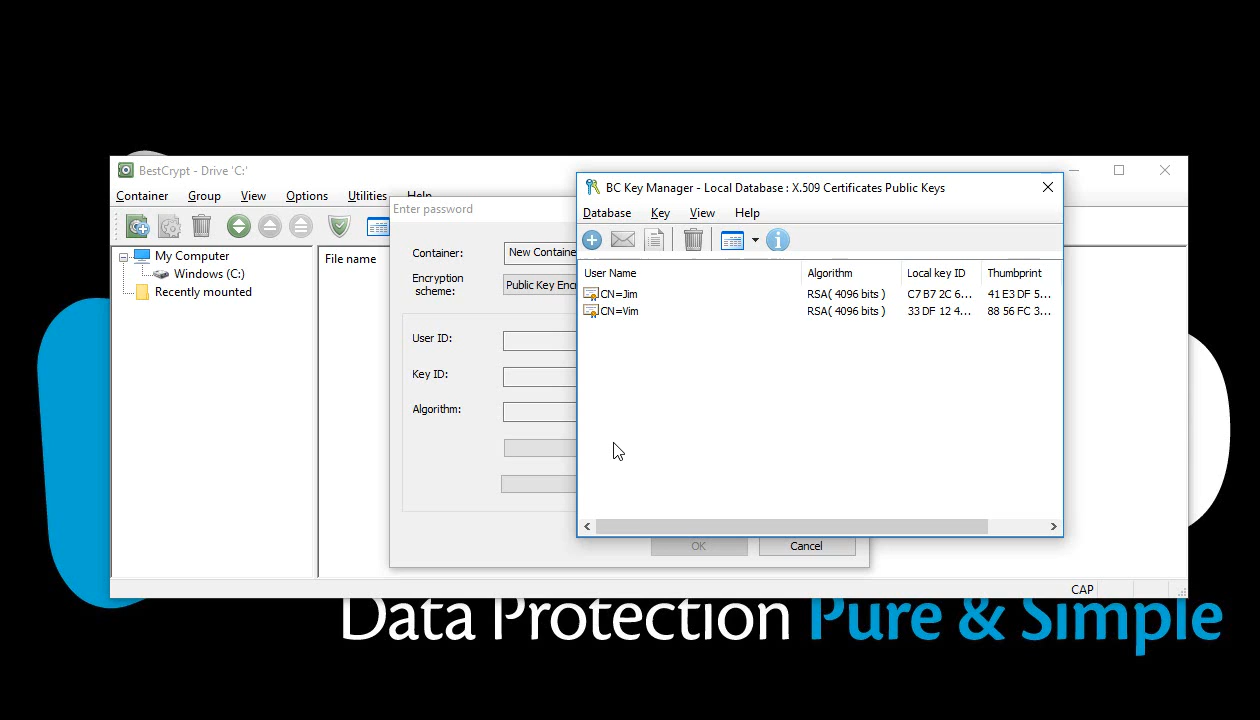 BestCrypt - Drive 'C:'
Container Group View Options Utilities Help
My Computer
Windows (C:)
Recently mounted
File name
Enter password
Container: New Containe
Encryption scheme: Public Key Enc
User ID:
Key ID:
Algorithm:
OK Cancel
BC Key Manager - Local Database : X.509 Certificates Public Keys
Database Key View Help
User Name Algorithm Local key ID Thumbprint
CN=Jim RSA( 4096 bits ) C7 B7 2C 6... 41 E3 DF 5...
CN=Vim RSA( 4096 bits ) 33 DF 12 4... 88 56 FC 3...
CAP
Data Protection Pure & Simple